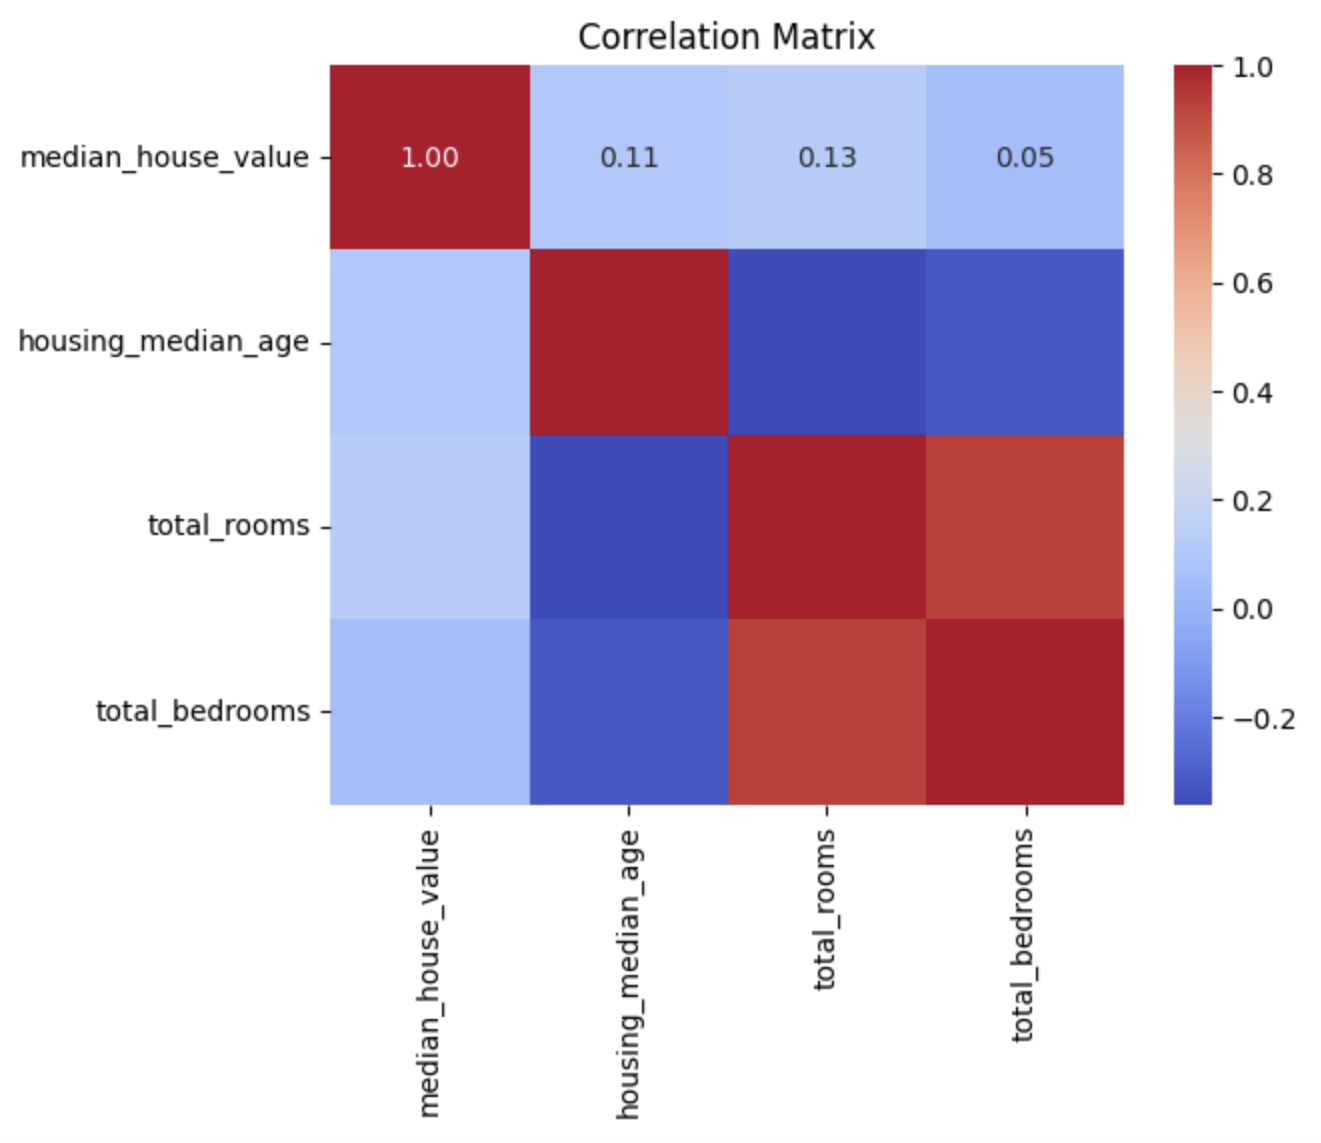 Correlation Matrix
median_house_value
1.00 0.11 0.13 0.05
housing_median_age
total_rooms
total_bedrooms
median_house_value
housing_median_age
total_rooms
total_bedrooms
1.0
0.8
0.6
0.4
0.2
0.0
−0.2